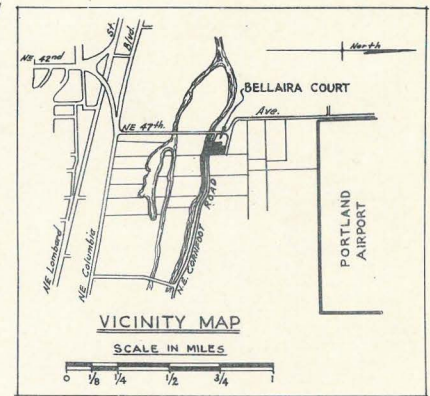 NE 42nd
St.
Blvd.
North
BELLAIRA COURT
NE 47th.
Ave.
NE Lombard
NE Columbia
N.E. CORNFOOT ROAD
PORTLAND
AIRPORT
VICINITY MAP
SCALE IN MILES
0 1/8 1/4 1/2 3/4 1